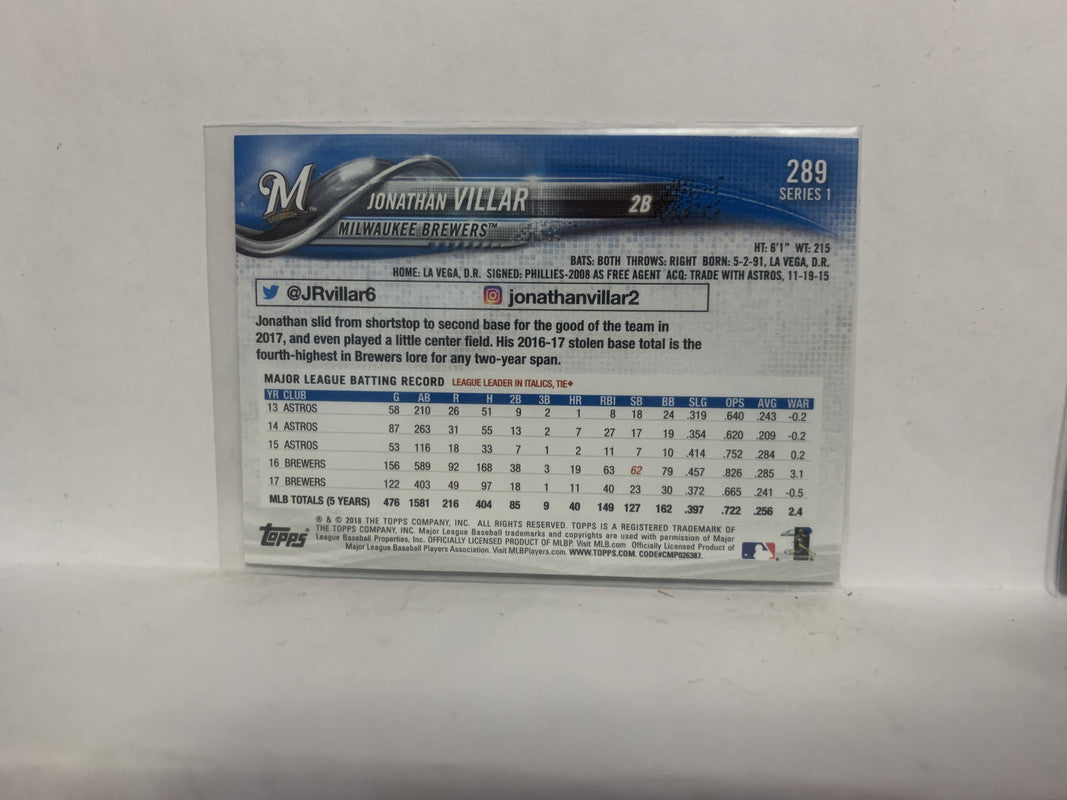 M™
JONATHAN VILLAR 2B
MILWAUKEE BREWERS™
289
SERIES 1
HT: 6'1" WT: 215
BATS: BOTH THROWS: RIGHT BORN: 5-2-91, LA VEGA, D.R.
HOME: LA VEGA, D.R. SIGNED: PHILLIES-2008 AS FREE AGENT ACQ: TRADE WITH ASTROS, 11-19-15
@JRvillar6 jonathanvillar2
Jonathan slid from shortstop to second base for the good of the team in
2017, and even played a little center field. His 2016-17 stolen base total is the
fourth-highest in Brewers lore for any two-year span.
MAJOR LEAGUE BATTING RECORD LEAGUE LEADER IN ITALICS, TIE♦
YR CLUB G AB R H 2B 3B HR RBI SB BB SLG OPS AVG WAR
13 ASTROS 58 210 26 51 9 2 1 8 18 24 .319 .640 .243 -0.2
14 ASTROS 87 263 31 55 13 2 7 27 17 19 .354 .620 .209 -0.2
15 ASTROS 53 116 18 33 7 1 2 11 7 10 .414 .752 .284 0.2
16 BREWERS 156 589 92 168 38 3 19 63 62 79 .457 .826 .285 3.1
17 BREWERS 122 403 49 97 18 1 11 40 23 30 .372 .665 .241 -0.5
MLB TOTALS (5 YEARS) 476 1581 216 404 85 9 40 149 127 162 .397 .722 .256 2.4
Topps
® & © 2018 THE TOPPS COMPANY, INC. ALL RIGHTS RESERVED. TOPPS IS A REGISTERED TRADEMARK OF
THE TOPPS COMPANY, INC. Major League Baseball trademarks and copyrights are used with permission of Major
League Baseball Properties, Inc. OFFICIALLY LICENSED PRODUCT OF MLBP. Visit MLB.com Officially Licensed Product of
Major League Baseball Players Association. Visit MLBPlayers.com. WWW.TOPPS.COM. CODE#CMP026387.